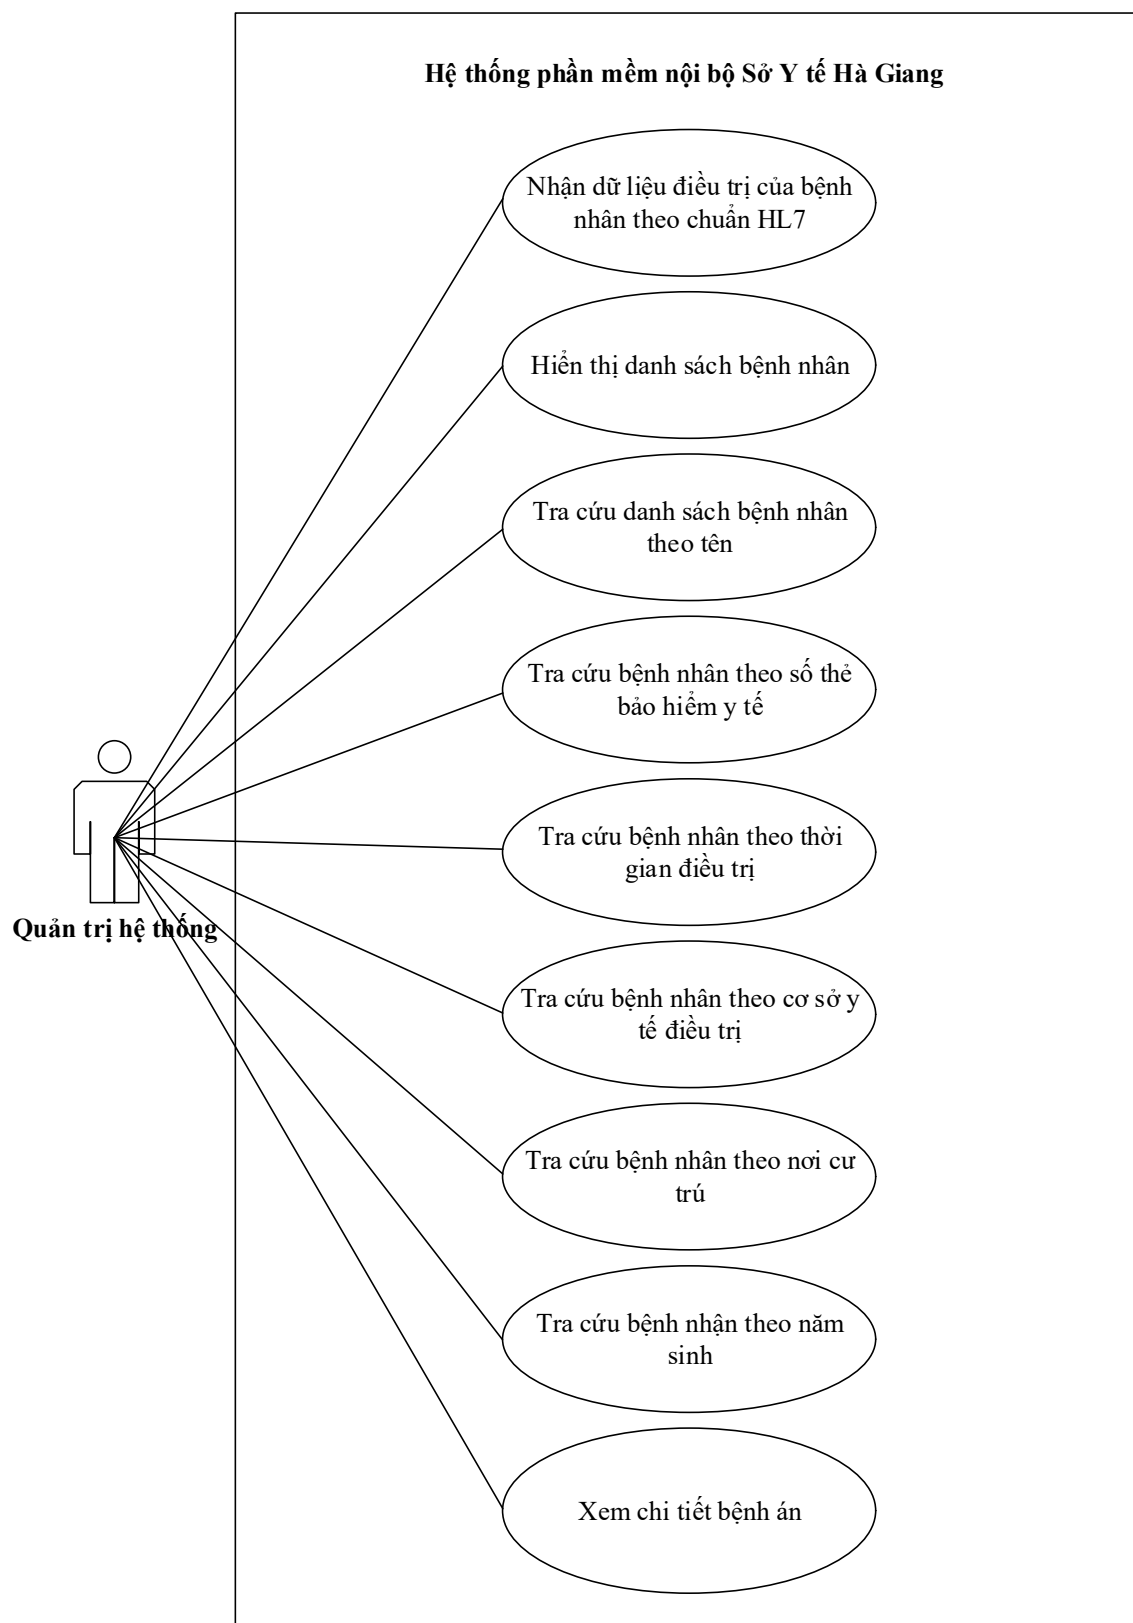 Hệ thống phần mềm nội bộ Sở Y tế Hà Giang
Nhận dữ liệu điều trị của bệnh
nhân theo chuẩn HL7
Hiển thị danh sách bệnh nhân
Tra cứu danh sách bệnh nhân
theo tên
Tra cứu bệnh nhân theo số thẻ
bảo hiểm y tế
Tra cứu bệnh nhân theo thời
gian điều trị
Quản trị hệ thống
Tra cứu bệnh nhân theo cơ sở y
tế điều trị
Tra cứu bệnh nhân theo nơi cư
trú
Tra cứu bệnh nhận theo năm
sinh
Xem chi tiết bệnh án